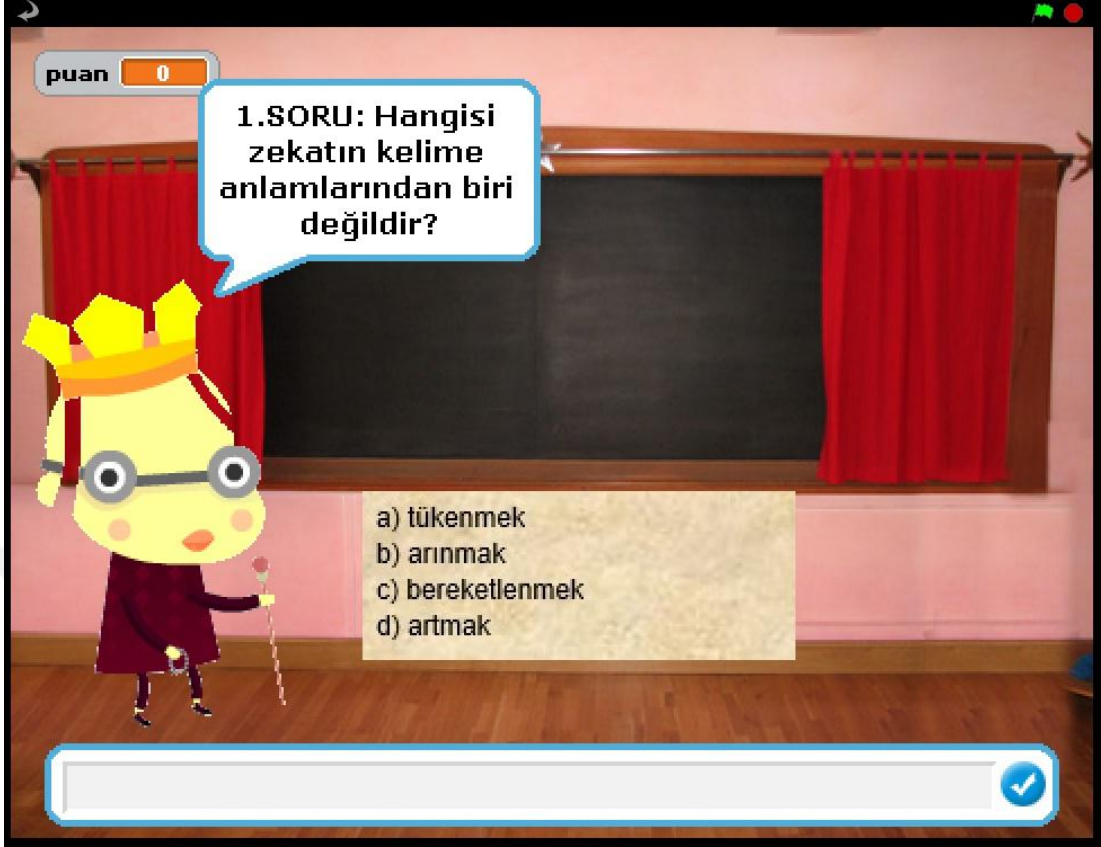 puan 0
1.SORU: Hangisi
zekatın kelime
anlamlarından biri
değildir?
a) tükenmek
b) arınmak
c) bereketlenmek
d) artmak